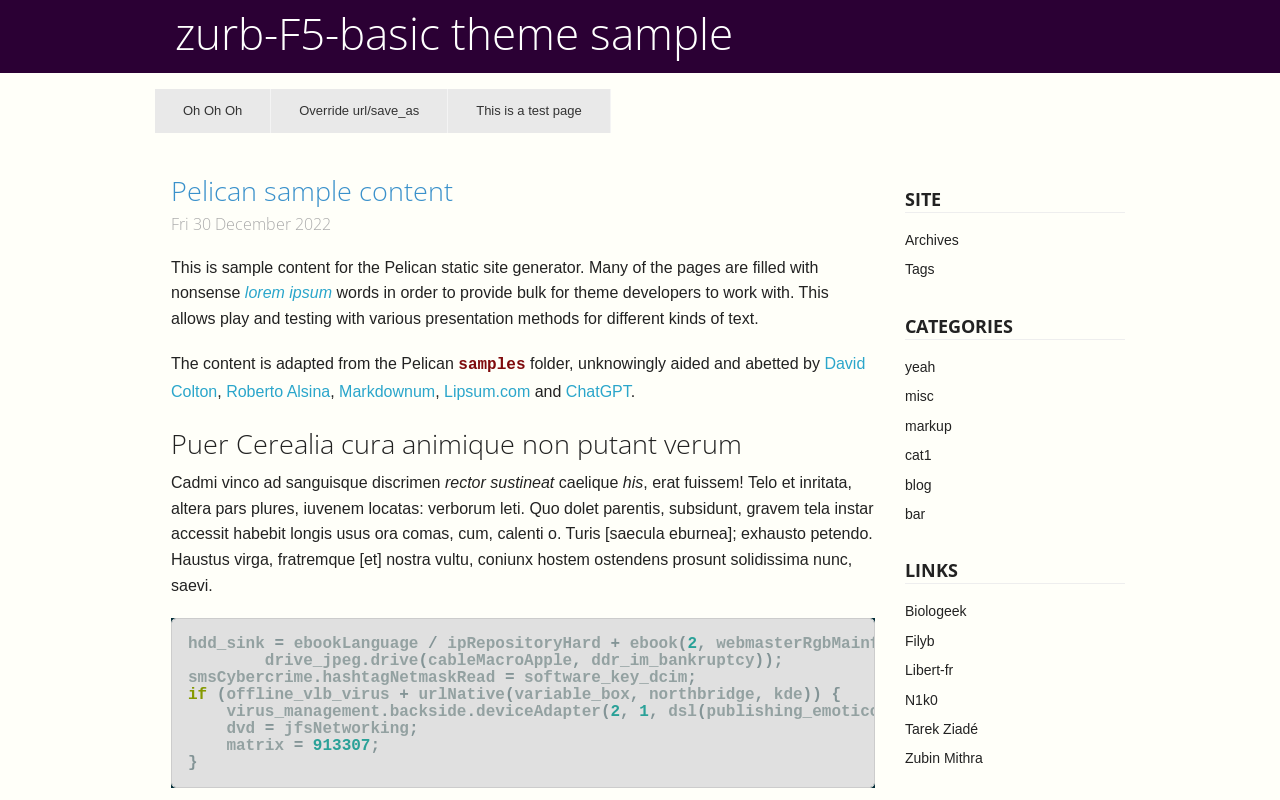 zurb-F5-basic theme sample
Oh Oh Oh
Override url/save_as
This is a test page
Pelican sample content
Fri 30 December 2022
This is sample content for the Pelican static site generator. Many of the pages are filled with
nonsense lorem ipsum words in order to provide bulk for theme developers to work with. This
allows play and testing with various presentation methods for different kinds of text.
The content is adapted from the Pelican samples folder, unknowingly aided and abetted by David
Colton, Roberto Alsina, Markdownum, Lipsum.com and ChatGPT.
Puer Cerealia cura animique non putant verum
Cadmi vinco ad sanguisque discrimen rector sustineat caelique his, erat fuissem! Telo et inritata,
altera pars plures, iuvenem locatas: verborum leti. Quo dolet parentis, subsidunt, gravem tela instar
accessit habebit longis usus ora comas, cum, calenti o. Turis [saecula eburnea]; exhausto petendo.
Haustus virga, fratremque [et] nostra vultu, coniunx hostem ostendens prosunt solidissima nunc,
saevi.
hdd_sink = ebookLanguage / ipRepositoryHard + ebook(2,
drive_jpeg.drive(cableMacroApple, ddr_im_bankruptcy));
smsCybercrime.hashtagNetmaskRead = software_key_dcim;
if (offline_vlb_virus + urlNative(variable_box, northbridge, kde)) {
virus_management.backside.deviceAdapter(2, 1,
dvd = jfsNetworking;
matrix = 913307;
}
SITE
Archives
Tags
CATEGORIES
yeah
misc
markup
cat1
blog
bar
LINKS
Biologeek
Filyb
Libert-fr
N1k0
Tarek Ziadé
Zubin Mithra